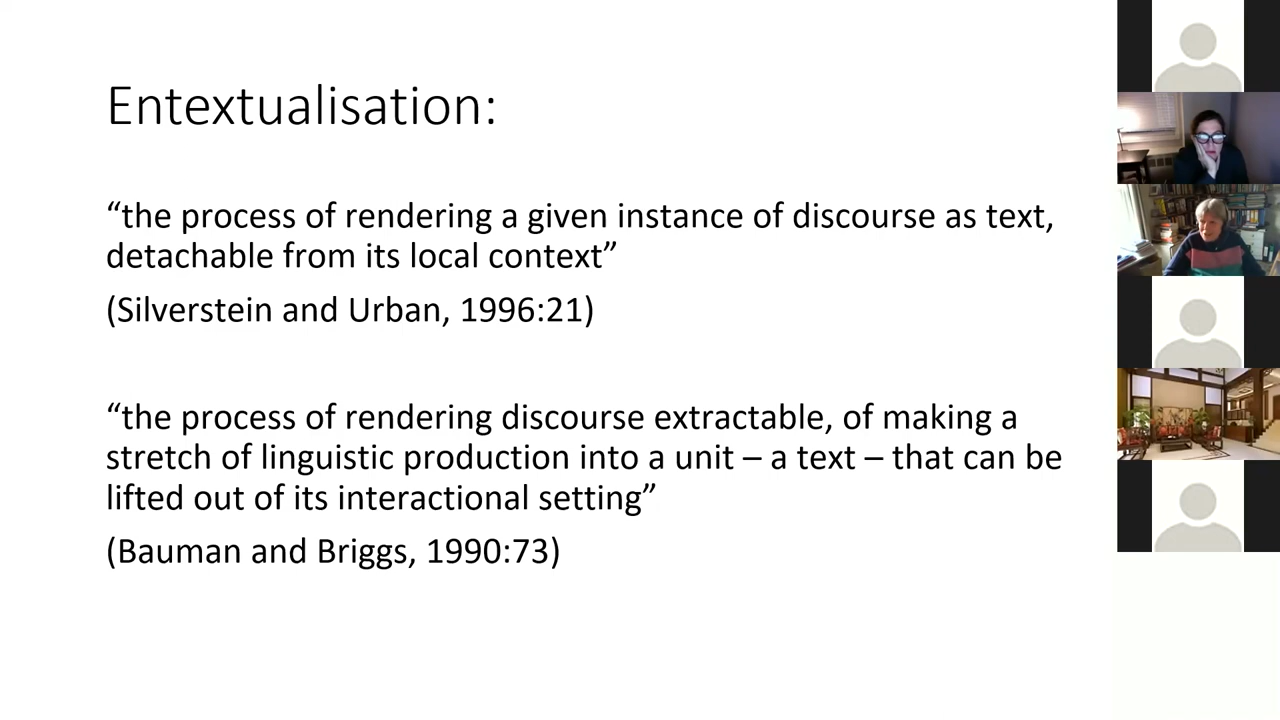 Entextualisation:
“the process of rendering a given instance of discourse as text,
detachable from its local context”
(Silverstein and Urban, 1996:21)
“the process of rendering discourse extractable, of making a
stretch of linguistic production into a unit – a text – that can be
lifted out of its interactional setting”
(Bauman and Briggs, 1990:73)